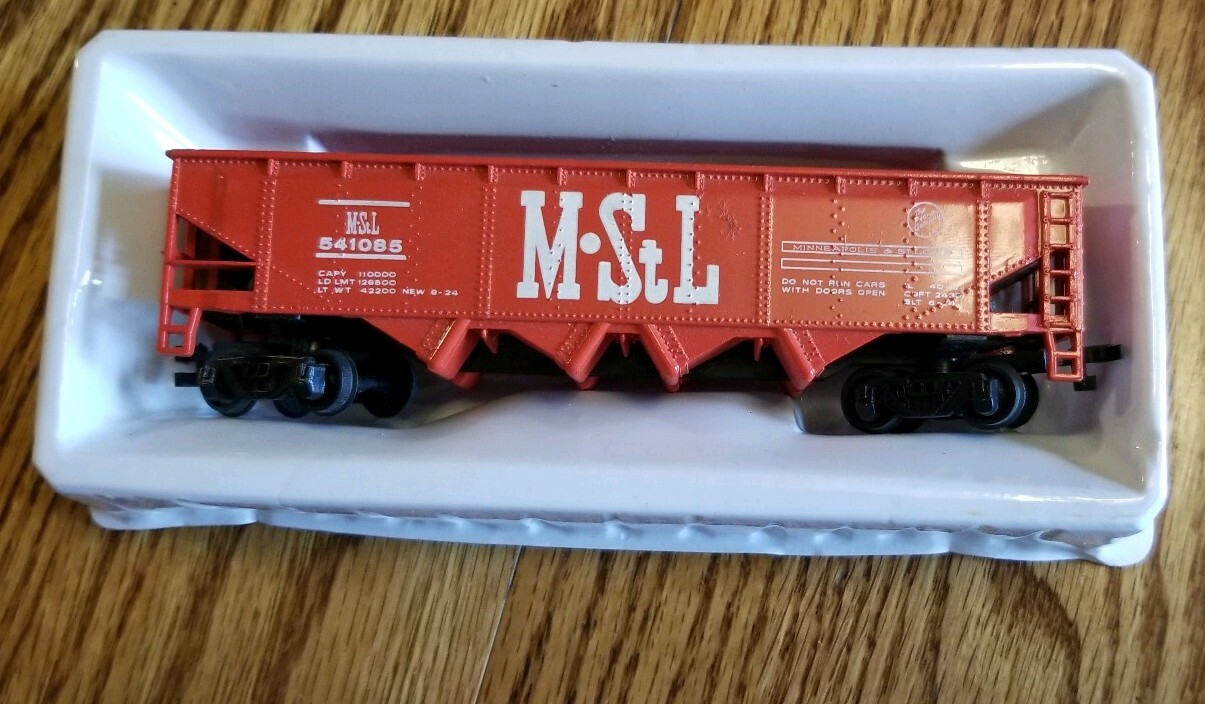 M·StL
541085
CAPY 110000
LD LMT 126800
LT WT 42200 NEW 6-24
M·StL
MINNEAPOLIS &
DO NOT RUN CARS
WITH DOORS OPEN